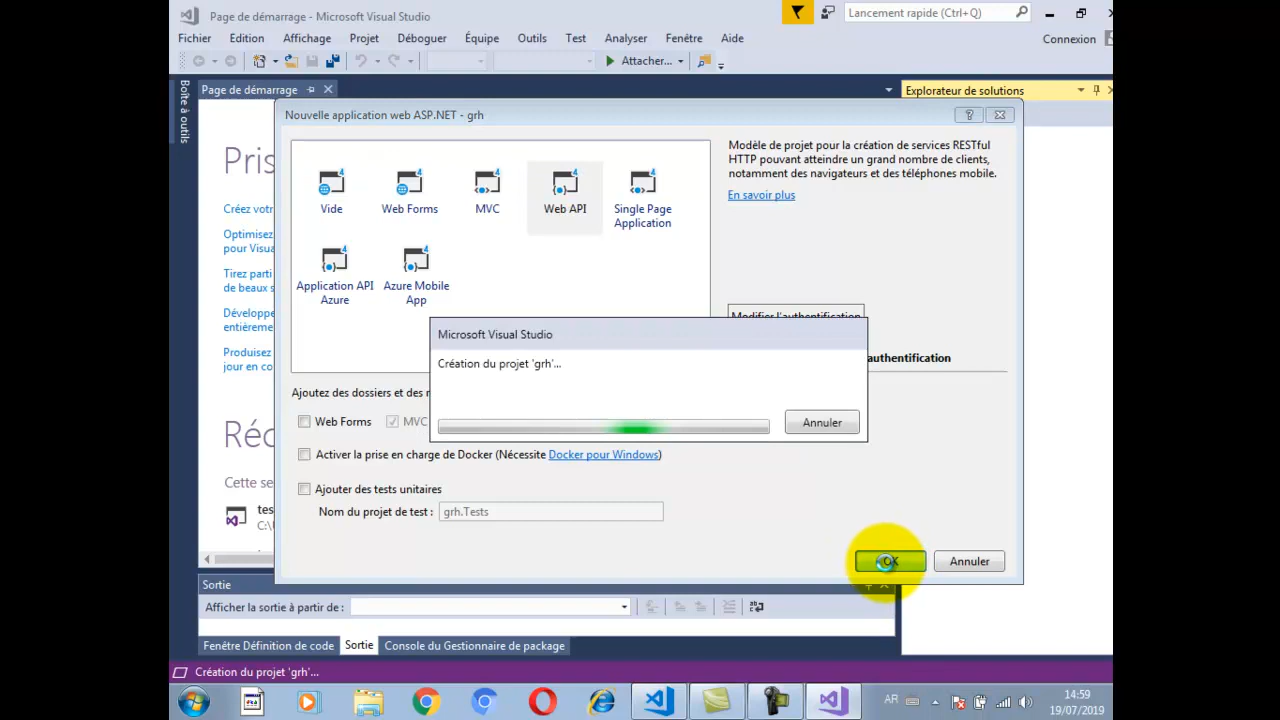 Page de démarrage - Microsoft Visual Studio
Lancement rapide (Ctrl+Q)
Fichier Edition Affichage Projet Déboguer Équipe Outils Test Analyser Fenêtre Aide
Connexion
Attacher...
Boîte à outils
Page de démarrage
Explorateur de solutions
Nouvelle application web ASP.NET - grh
Pris
Créez votr
Optimisez
pour Visua
Tirez parti
de beaux s
Développe
entièreme
Produisez
jour en co
Réc
Cette se
tes
C:\
Vide
Web Forms
MVC
Web API
Single Page
Application
Application API
Azure
Azure Mobile
App
Modèle de projet pour la création de services RESTful
HTTP pouvant atteindre un grand nombre de clients,
notamment des navigateurs et des téléphones mobile.
En savoir plus
Modifier l'authentification
authentification
Microsoft Visual Studio
Création du projet 'grh'...
Annuler
Ajoutez des dossiers et des r
Web Forms
MVC
Activer la prise en charge de Docker (Nécessite Docker pour Windows)
Ajouter des tests unitaires
Nom du projet de test : grh.Tests
OK
Annuler
Sortie
Afficher la sortie à partir de :
Fenêtre Définition de code
Sortie
Console du Gestionnaire de package
Création du projet 'grh'...
AR
14:59
19/07/2019